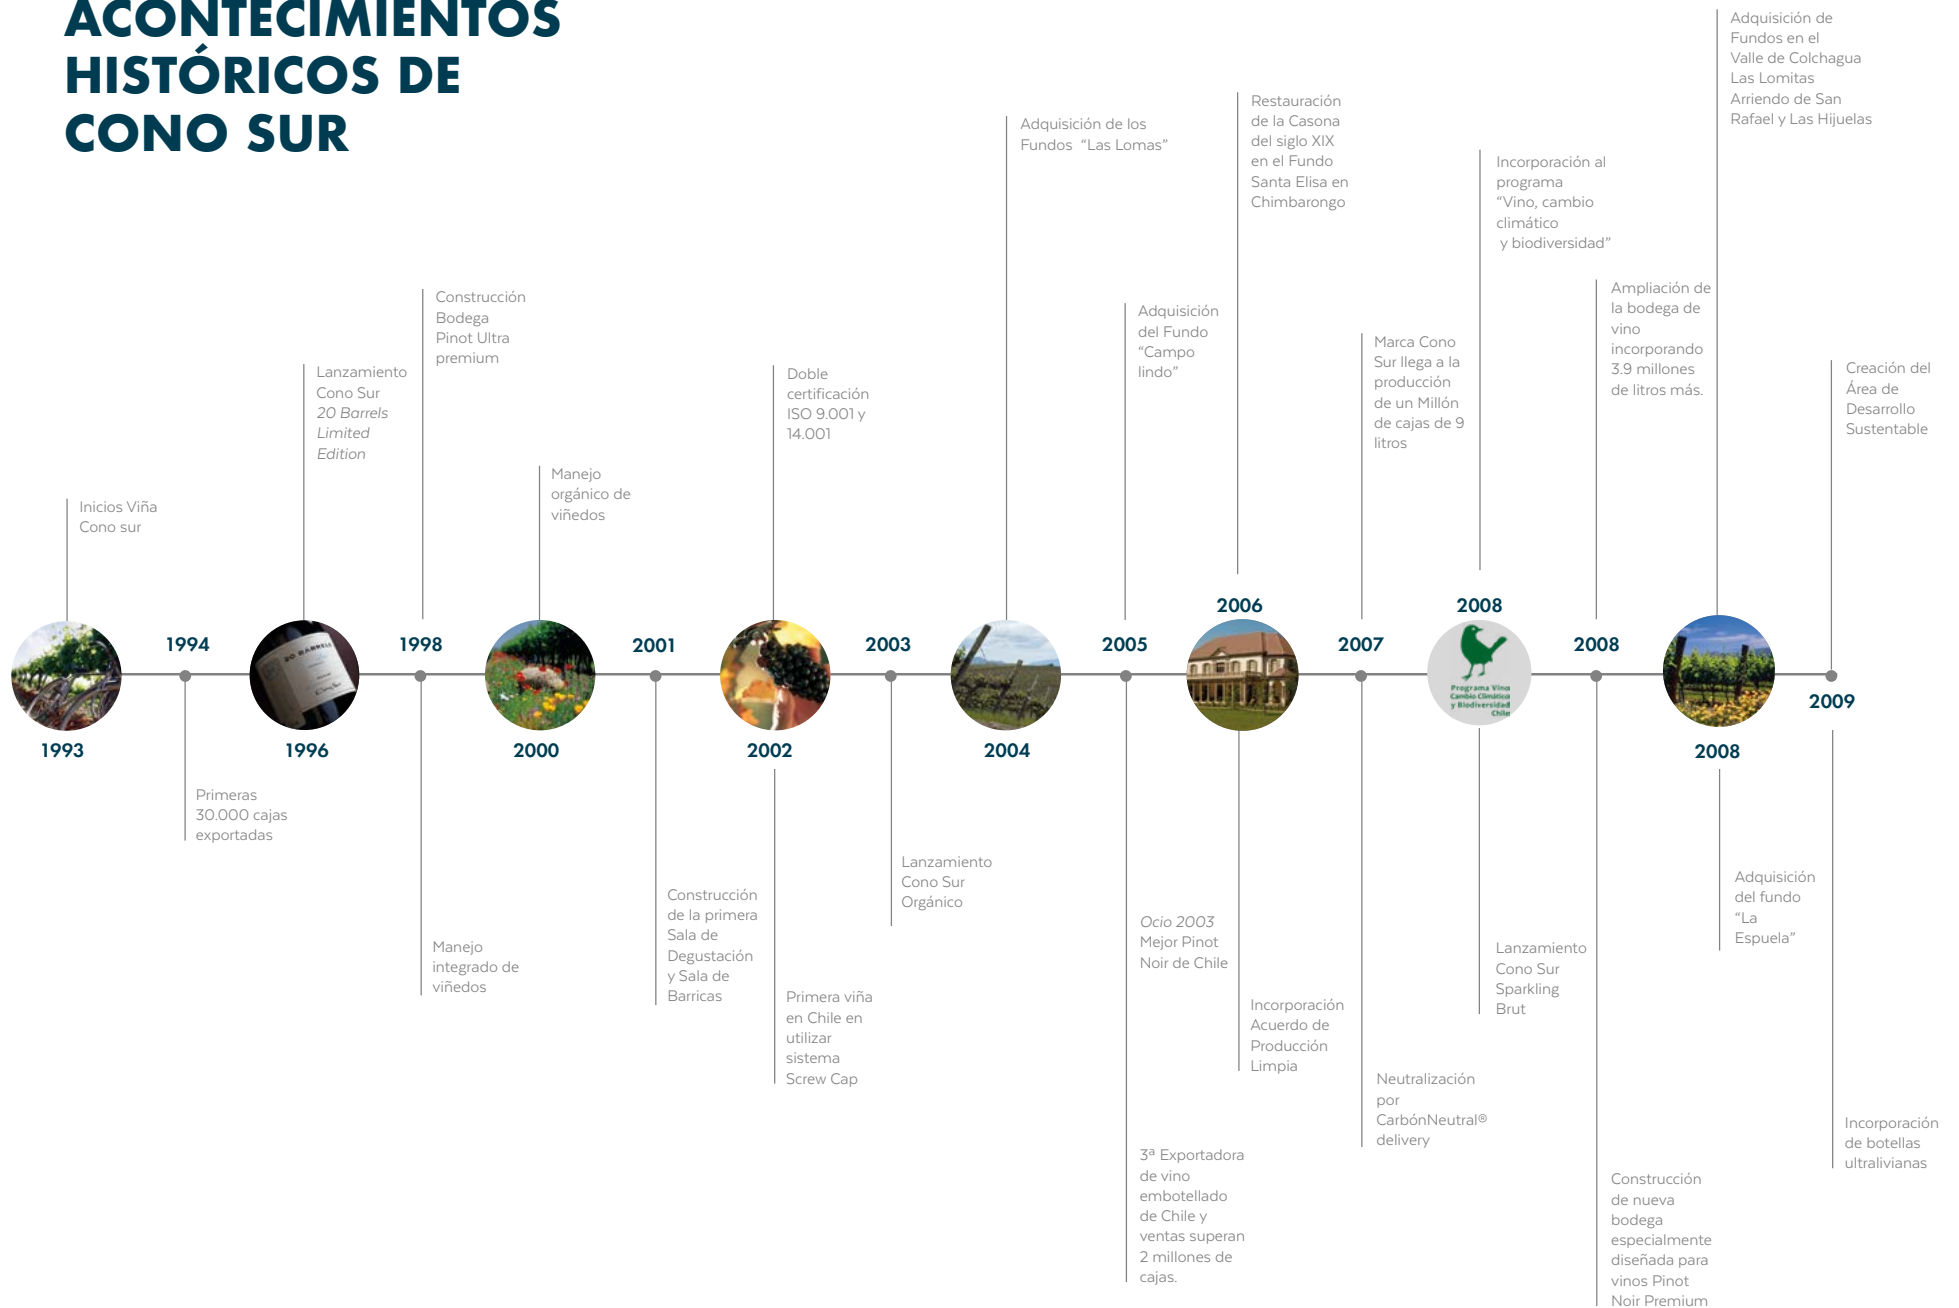 ACONTECIMIENTOS
HISTÓRICOS DE
CONO SUR
Inicios Viña
Cono sur
1993
1994
Primeras
30.000 cajas
exportadas
Lanzamiento
Cono Sur
20 Barrels
Limited
Edition
20 BARRELS
1996
Construcción
Bodega
Pinot Ultra
premium
1998
Manejo
integrado de
viñedos
Manejo
orgánico de
viñedos
2000
2001
Construcción
de la primera
Sala de
Degustación
y Sala de
Barricas
Doble
certificación
ISO 9.001 y
14.001
2002
Primera viña
en Chile en
utilizar
sistema
Screw Cap
2003
Lanzamiento
Cono Sur
Orgánico
Adquisición de los
Fundos “Las Lomas”
2004
Adquisición
del Fundo
“Campo
lindo”
2005
Ocio 2003
Mejor Pinot
Noir de Chile
3ª Exportadora
de vino
embotellado
de Chile y
ventas superan
2 millones de
cajas.
Restauración
de la Casona
del siglo XIX
en el Fundo
Santa Elisa en
Chimbarongo
2006
Incorporación
Acuerdo de
Producción
Limpia
Marca Cono
Sur llega a la
producción
de un Millón
de cajas de 9
litros
2007
Neutralización
por
CarbónNeutral®
delivery
Incorporación al
programa
“Vino, cambio
climático
y biodiversidad”
2008
Programa Vino
Cambio Climático
y Biodiversidad
Chile
Lanzamiento
Cono Sur
Sparkling
Brut
Ampliación de
la bodega de
vino
incorporando
3.9 millones
de litros más.
2008
Construcción
de nueva
bodega
especialmente
diseñada para
vinos Pinot
Noir Premium
Adquisición de
Fundos en el
Valle de Colchagua
Las Lomitas
Arriendo de San
Rafael y Las Hijuelas
2008
Adquisición
del fundo
“La
Espuela”
Creación del
Área de
Desarrollo
Sustentable
2009
Incorporación
de botellas
ultralivianas